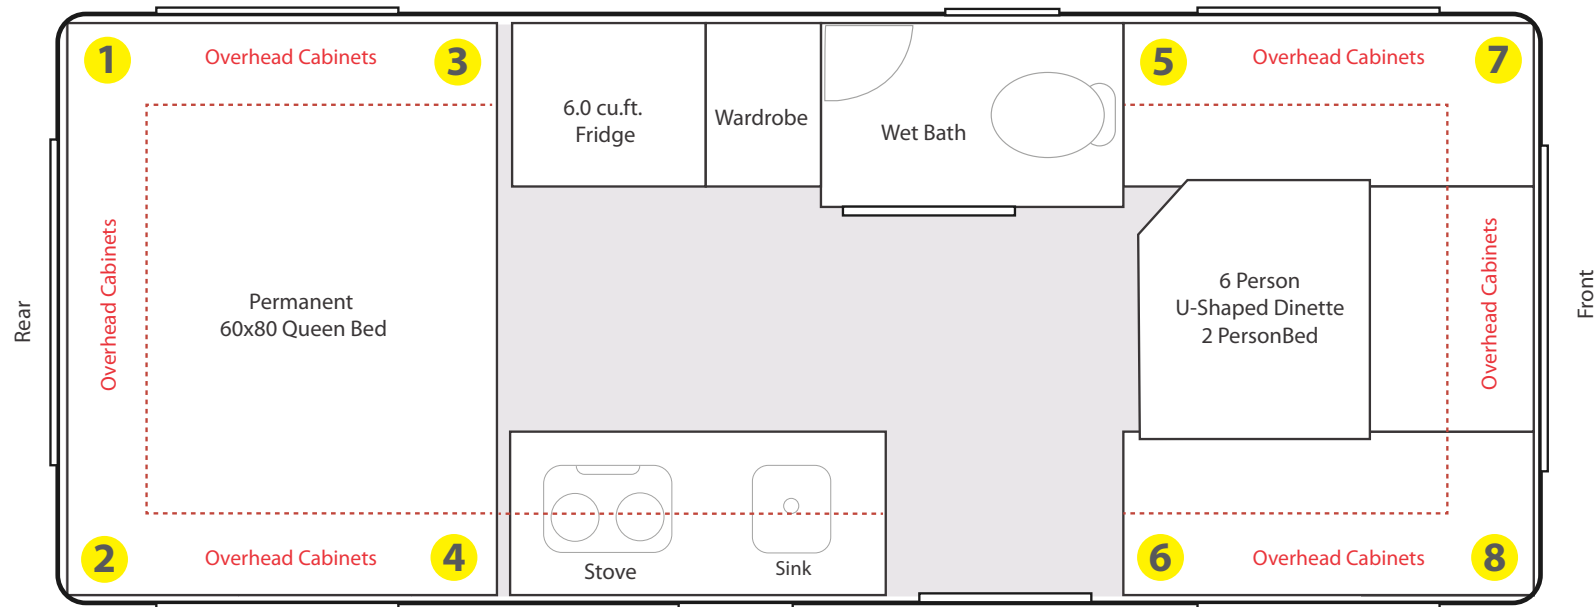 1
Overhead Cabinets
3
5
Overhead Cabinets
7
6.0 cu.ft.
Fridge
Wardrobe
Wet Bath
Rear
Overhead Cabinets
Permanent
60x80 Queen Bed
6 Person
U-Shaped Dinette
2 PersonBed
Overhead Cabinets
Front
2
Overhead Cabinets
4
Stove
Sink
6
Overhead Cabinets
8